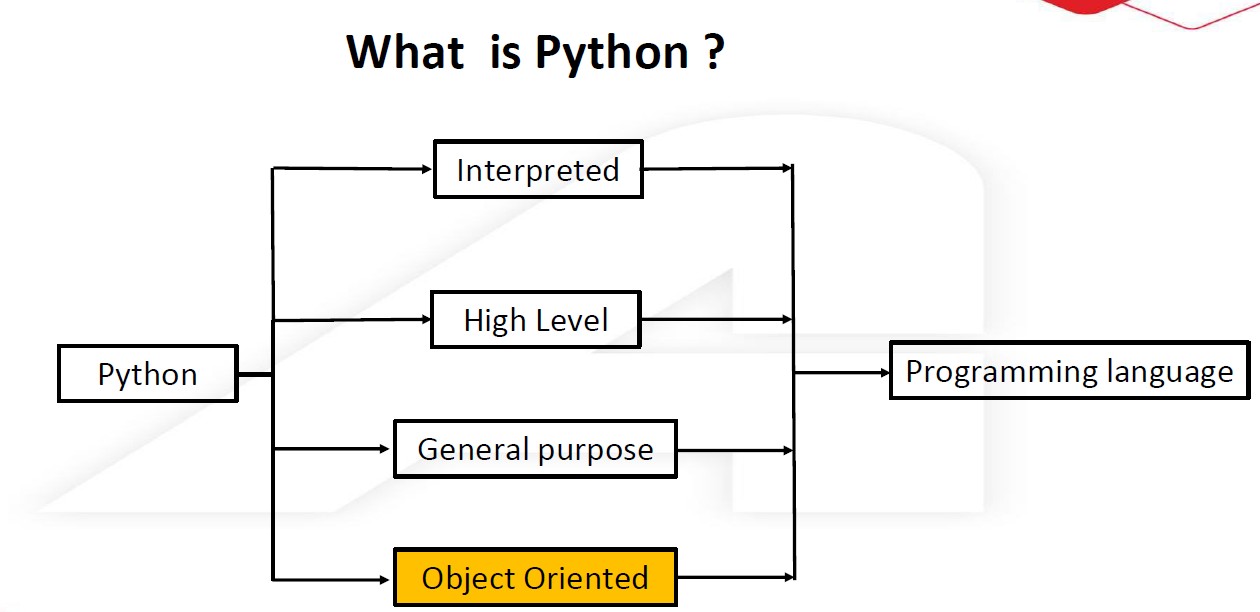 What is Python ?
Interpreted
High Level
Python
Programming language
General purpose
Object Oriented